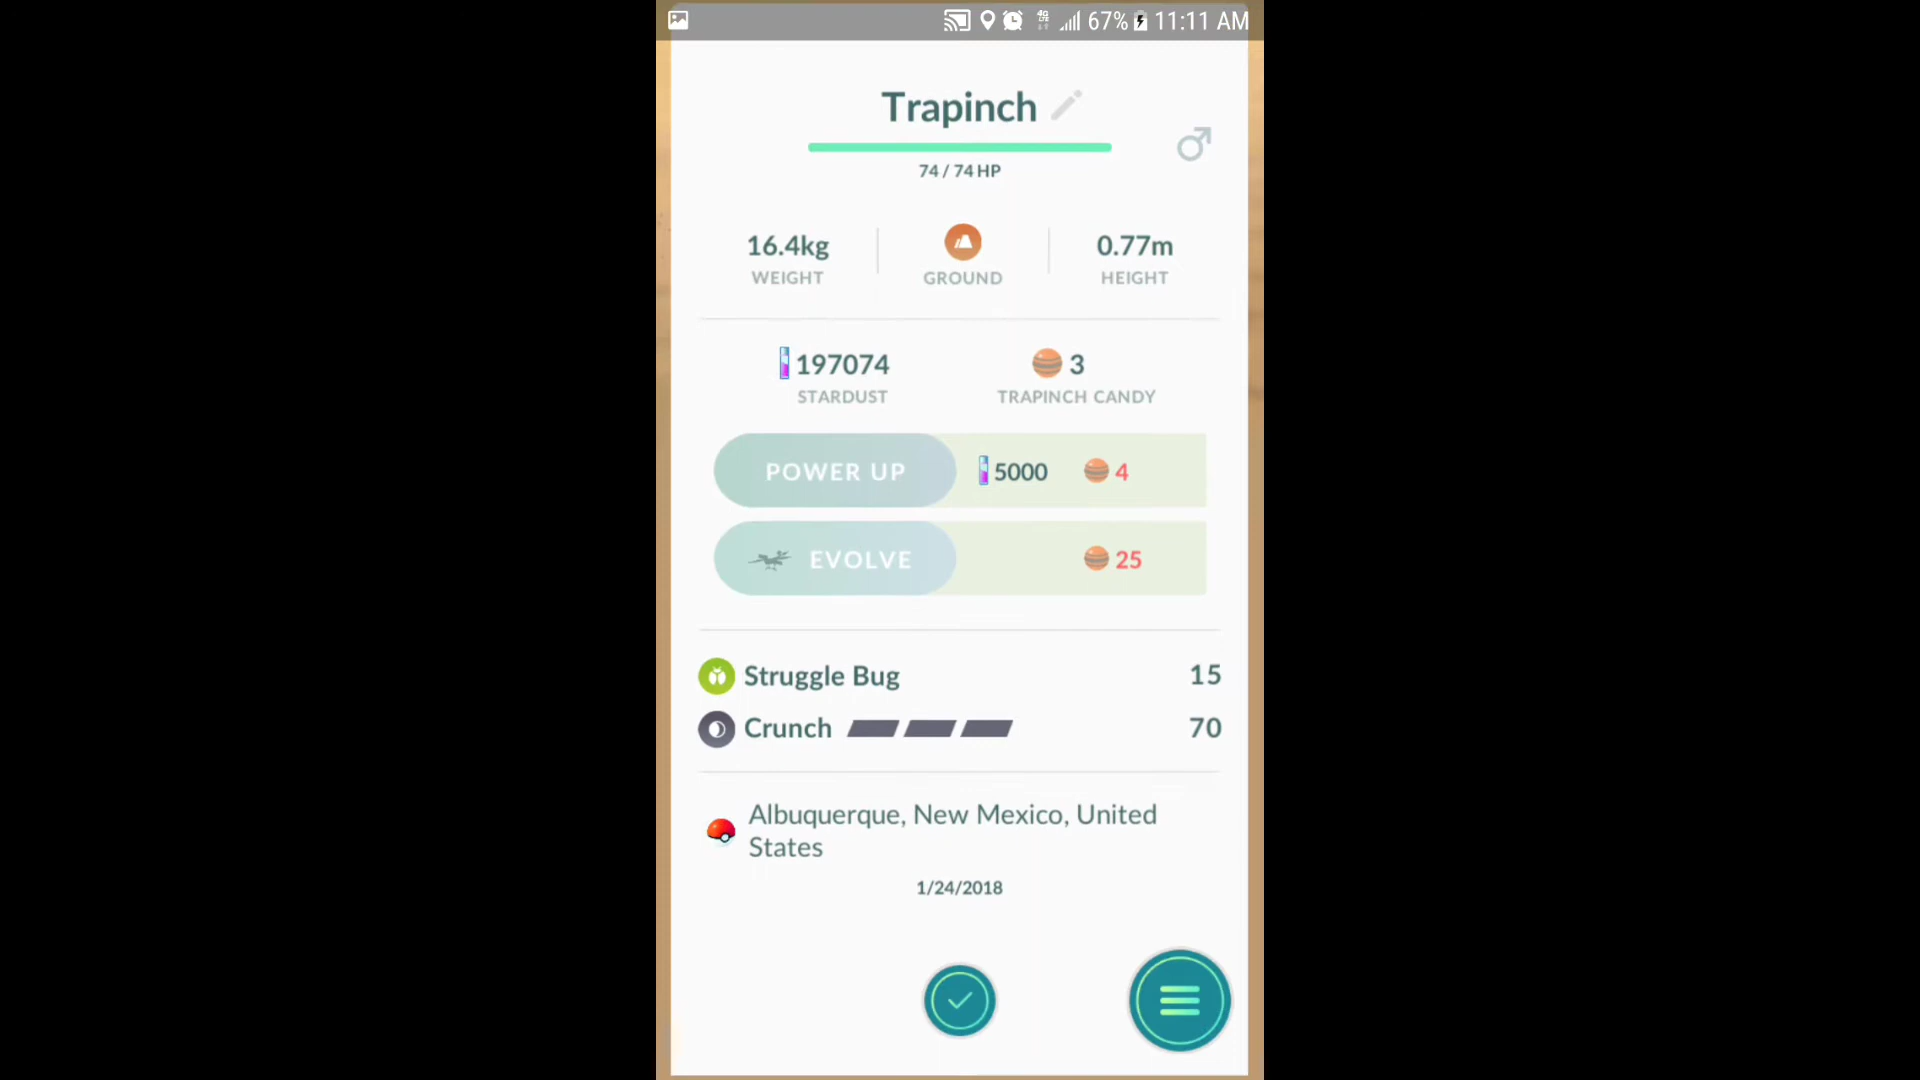 4G LTE 67% 11:11 AM
Trapinch
74 / 74 HP
16.4kg
WEIGHT
GROUND
0.77m
HEIGHT
197074
STARDUST
3
TRAPINCH CANDY
POWER UP 5000 4
EVOLVE 25
Struggle Bug 15
Crunch 70
Albuquerque, New Mexico, United
States
1/24/2018